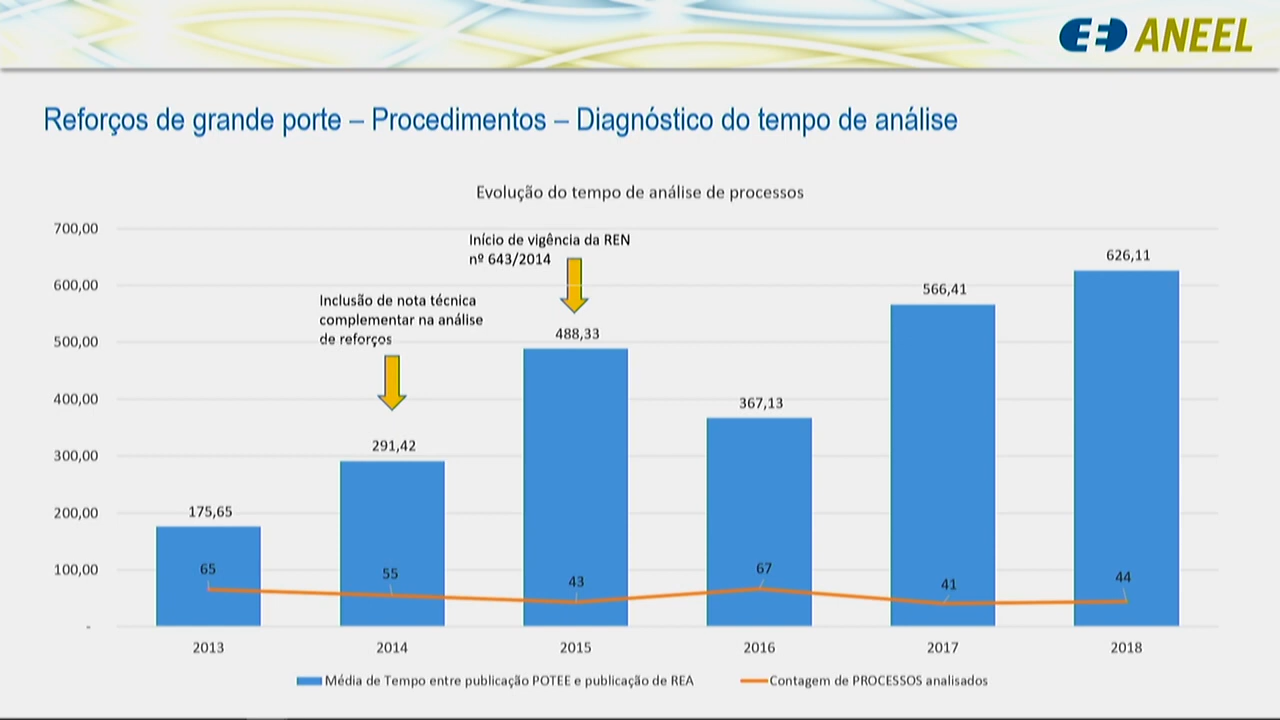 ANEEL
Reforços de grande porte – Procedimentos – Diagnóstico do tempo de análise
Evolução do tempo de análise de processos
700,00
600,00
500,00
400,00
300,00
200,00
100,00
-
Início de vigência da REN
nº 643/2014
Inclusão de nota técnica
complementar na análise
de reforços
175,65
291,42
488,33
367,13
566,41
626,11
65
55
43
67
41
44
2013
2014
2015
2016
2017
2018
Média de Tempo entre publicação POTEE e publicação de REA
Contagem de PROCESSOS analisados